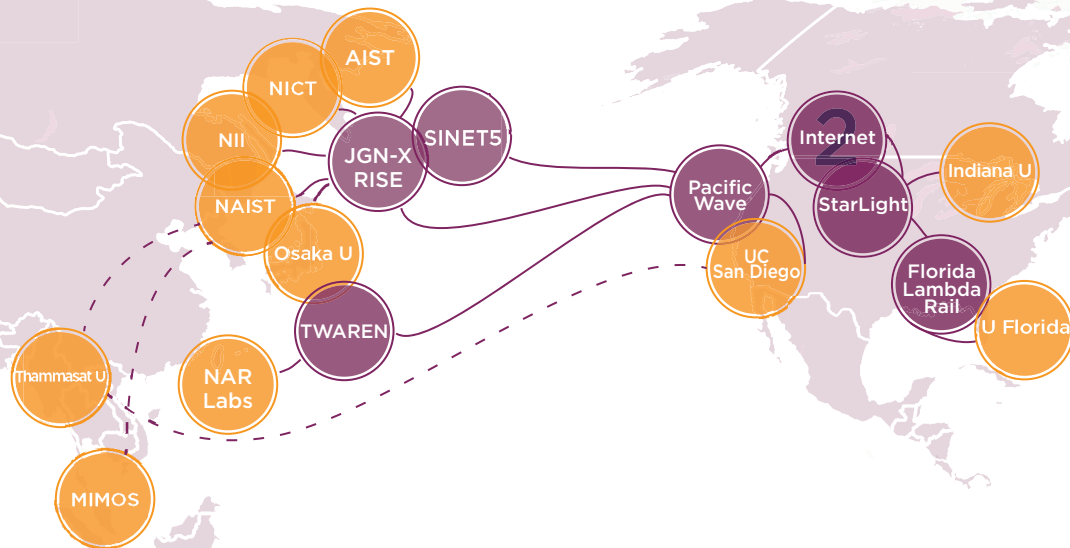 AIST
NICT
NII
SINET5
JGN-X
RISE
NAIST
Osaka U
TWAREN
NAR
Labs
Thammasat U
MIMOS
Pacific
Wave
UC
San Diego
2
Internet
StarLight
Indiana U
Florida
Lambda
Rail
U Florida